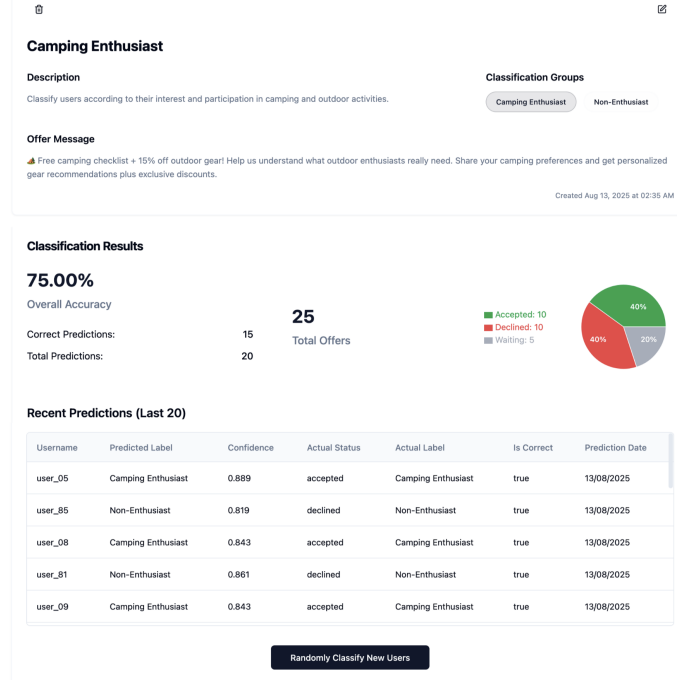 Camping Enthusiast
Description
Classification Groups
Classify users according to their interest and participation in camping and outdoor activities.
Camping Enthusiast
Non-Enthusiast
Offer Message
🏕️ Free camping checklist + 15% off outdoor gear! Help us understand what outdoor enthusiasts really need. Share your camping preferences and get personalized
gear recommendations plus exclusive discounts.
Created Aug 13, 2025 at 02:35 AM
Classification Results
75.00%
Overall Accuracy
Correct Predictions: 15
Total Predictions: 20
25
Total Offers
Accepted: 10
Declined: 10
Waiting: 5
40%
40%
20%
Recent Predictions (Last 20)
Username Predicted Label Confidence Actual Status Actual Label Is Correct Prediction Date
user_05 Camping Enthusiast 0.889 accepted Camping Enthusiast true 13/08/2025
user_85 Non-Enthusiast 0.819 declined Non-Enthusiast true 13/08/2025
user_08 Camping Enthusiast 0.843 accepted Camping Enthusiast true 13/08/2025
user_81 Non-Enthusiast 0.861 declined Non-Enthusiast true 13/08/2025
user_09 Camping Enthusiast 0.843 accepted Camping Enthusiast true 13/08/2025
Randomly Classify New Users